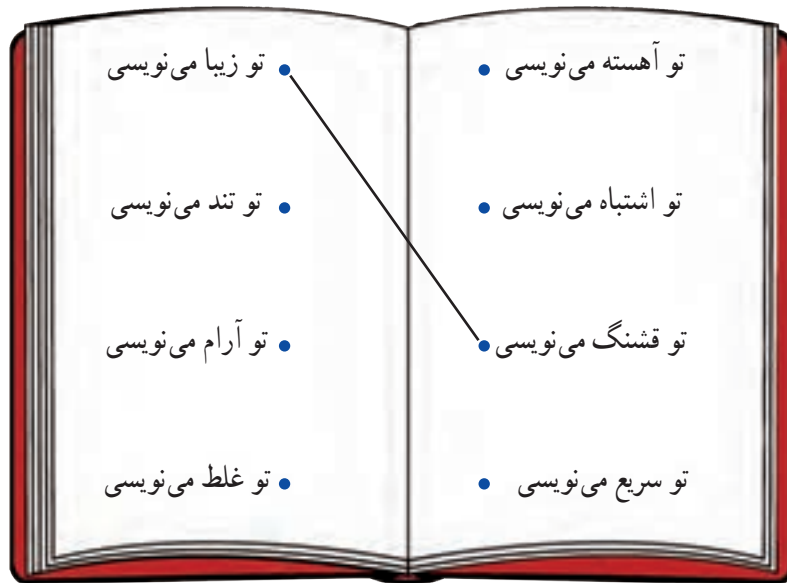 تو آهسته می‌نویسی
تو زیبا می‌نویسی
تو اشتباه می‌نویسی
تو تند می‌نویسی
تو قشنگ می‌نویسی
تو آرام می‌نویسی
تو سریع می‌نویسی
تو غلط می‌نویسی